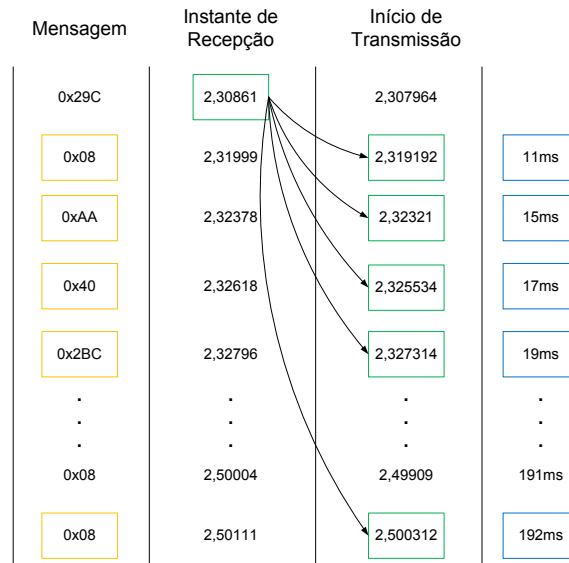 Mensagem Instante de Recepção Início de Transmissão
0x29C 2,30861 2,307964
0x08 2,31999 2,319192 11ms
0xAA 2,32378 2,32321 15ms
0x40 2,32618 2,325534 17ms
0x2BC 2,32796 2,327314 19ms
. . . .
. . . .
. . . .
0x08 2,50004 2,49909 191ms
0x08 2,50111 2,500312 192ms